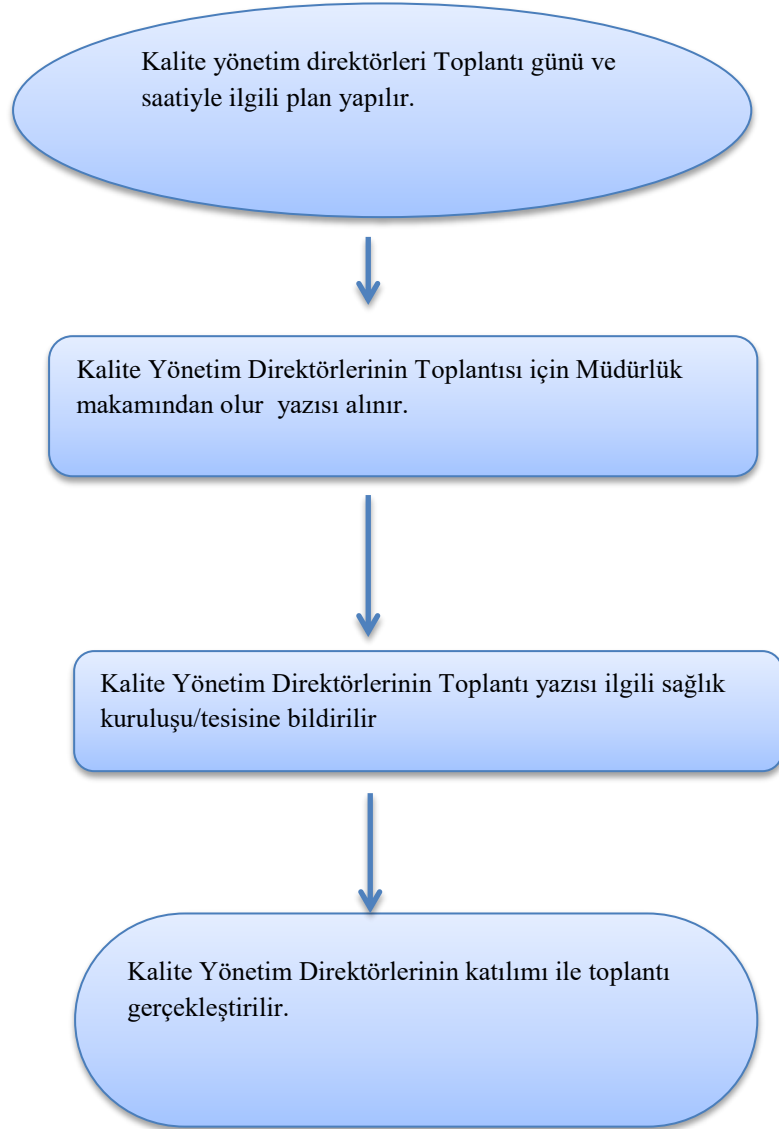 Kalite yönetim direktörleri Toplantı günü ve
saatiyle ilgili plan yapılır.
Kalite Yönetim Direktörlerinin Toplantısı için Müdürlük
makamından olur  yazısı alınır.
Kalite Yönetim Direktörlerinin Toplantı yazısı ilgili sağlık
kuruluşu/tesisine bildirilir
Kalite Yönetim Direktörlerinin katılımı ile toplantı
gerçekleştirilir.